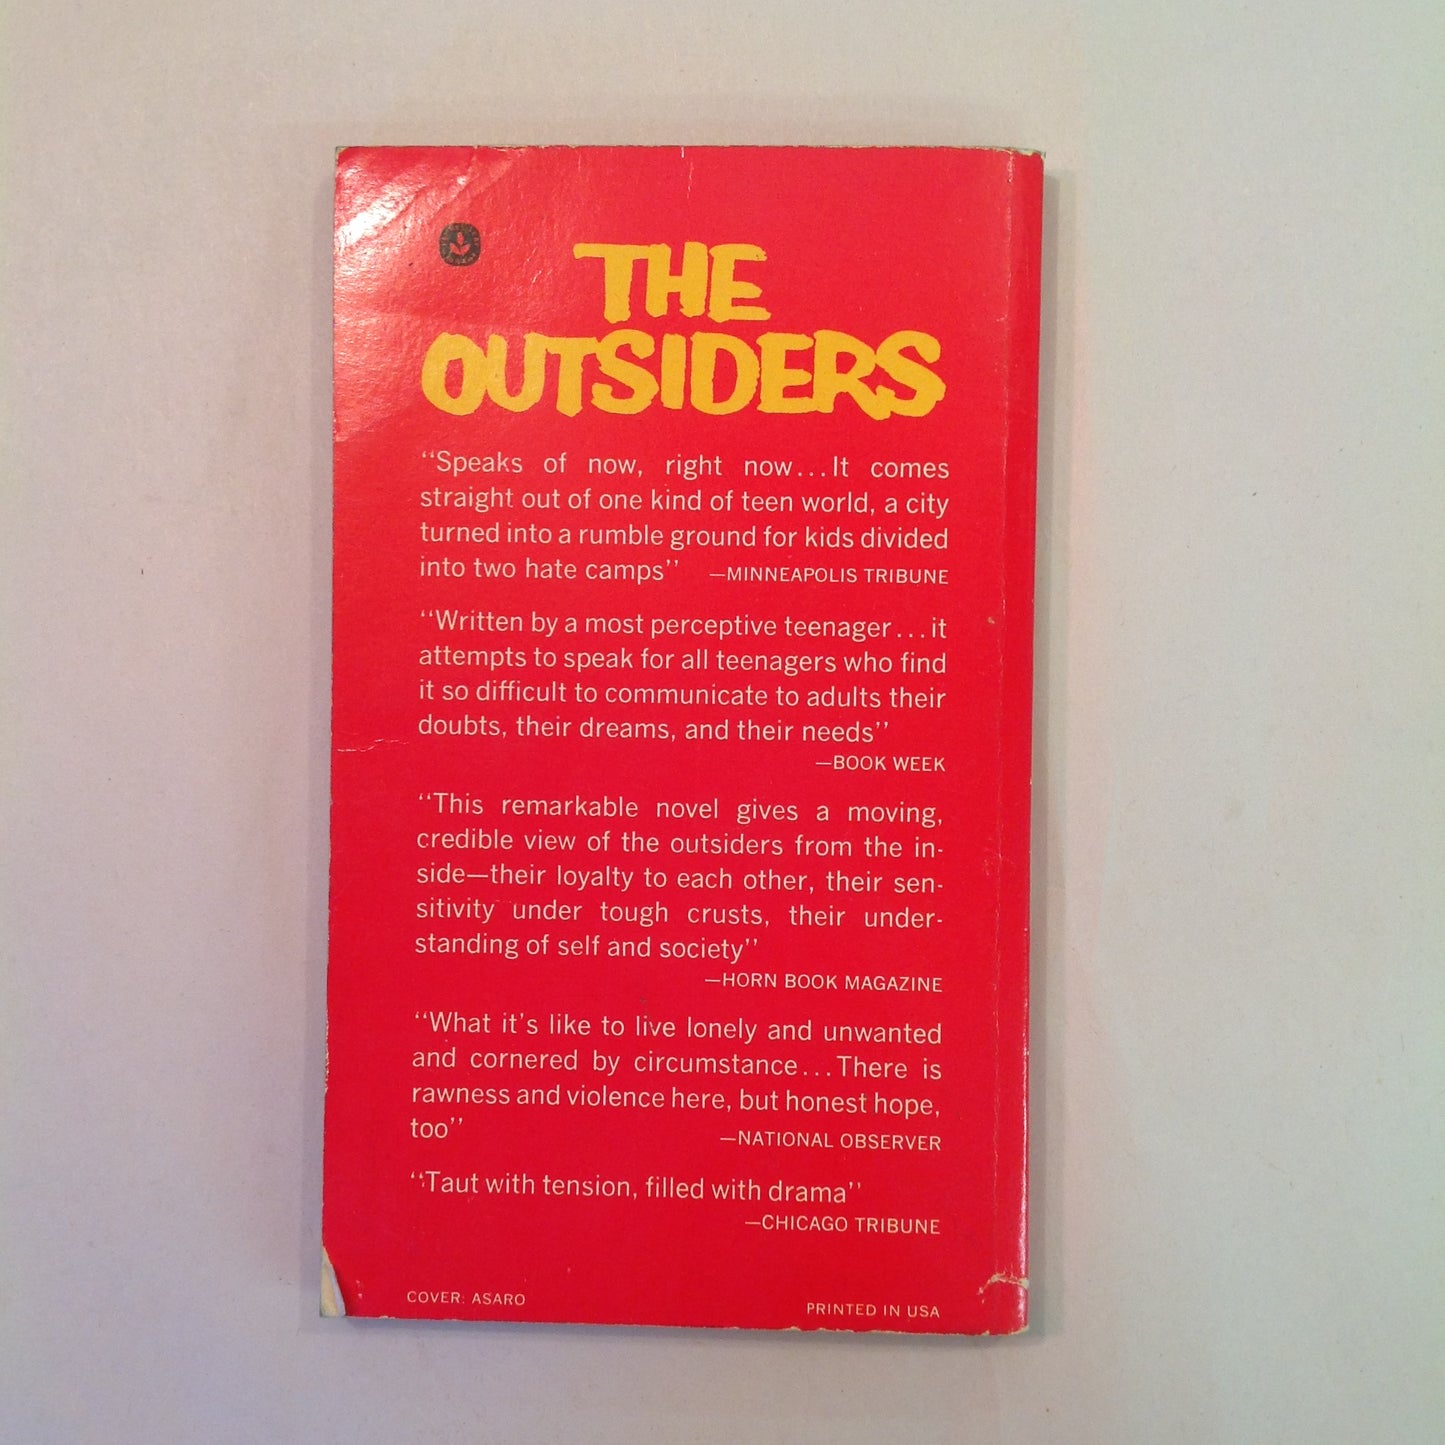 THE
OUTSIDERS
“Speaks of now, right now...It comes
straight out of one kind of teen world, a city
turned into a rumble ground for kids divided
into two hate camps” —MINNEAPOLIS TRIBUNE
“Written by a most perceptive teenager...it
attempts to speak for all teenagers who find
it so difficult to communicate to adults their
doubts, their dreams, and their needs”
—BOOK WEEK
“This remarkable novel gives a moving,
credible view of the outsiders from the in-
side—their loyalty to each other, their sen-
sitivity under tough crusts, their under-
standing of self and society”
—HORN BOOK MAGAZINE
“What it's like to live lonely and unwanted
and cornered by circumstance...There is
rawness and violence here, but honest hope,
too” —NATIONAL OBSERVER
“Taut with tension, filled with drama”
—CHICAGO TRIBUNE
COVER: ASARO
PRINTED IN USA